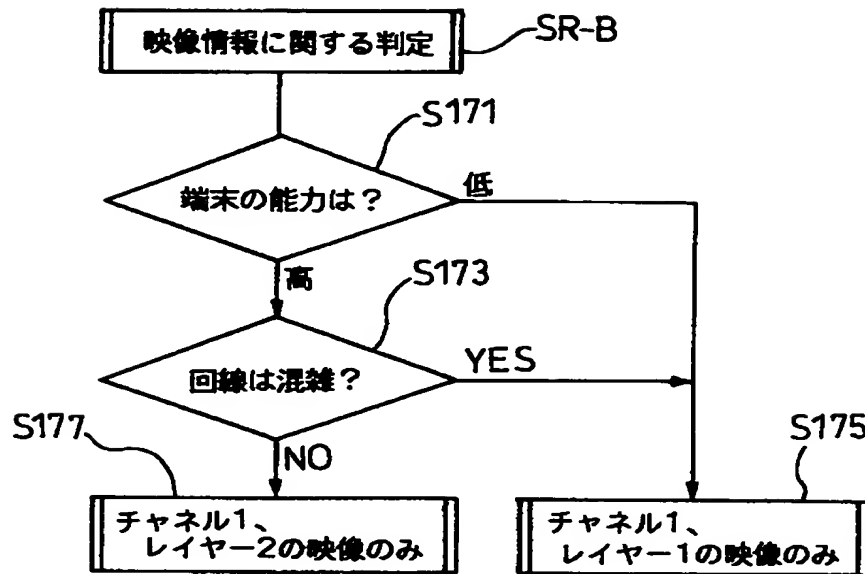 映像情報に関する判定
SR-B
S171
端末の能力は？
低
高
S173
回線は混雑？
YES
S177
NO
S175
チャネル1、
レイヤー2の映像のみ
チャネル1、
レイヤー1の映像のみ